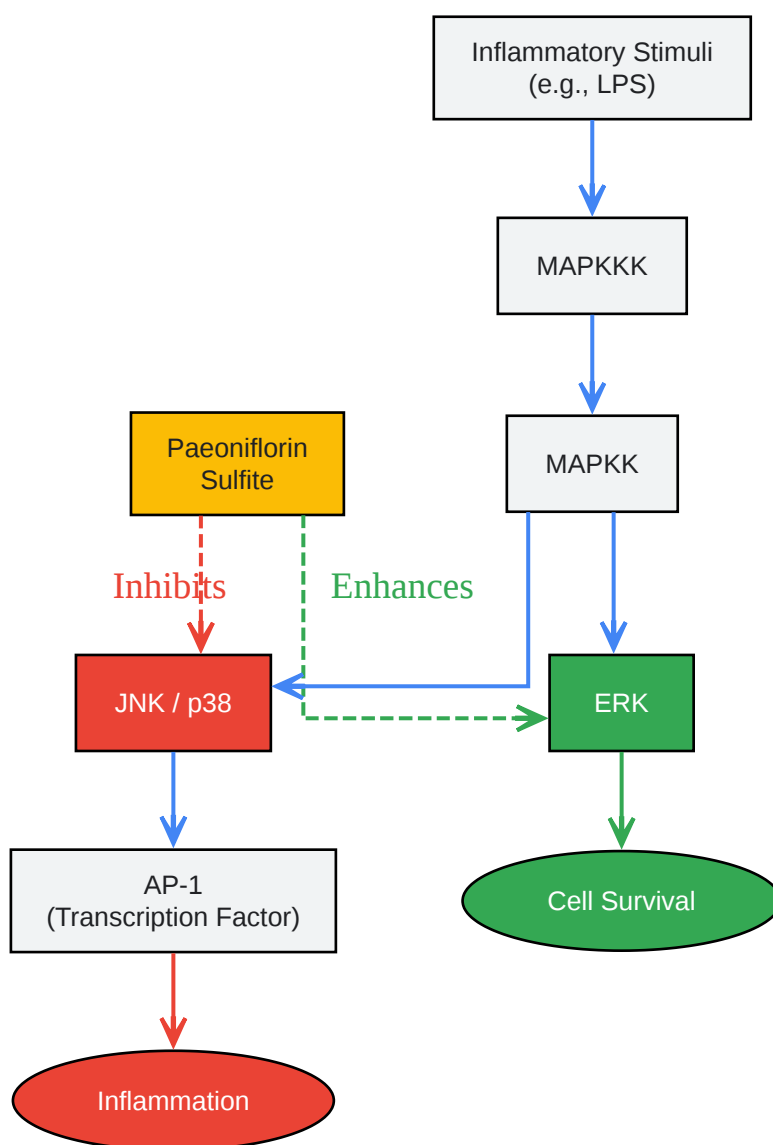 Inflammatory Stimuli
(e.g., LPS)
MAPKKK
Paeoniflorin
Sulfite
MAPKK
Inhibits
Enhances
JNK / p38
ERK
AP-1
(Transcription Factor)
Cell Survival
Inflammation